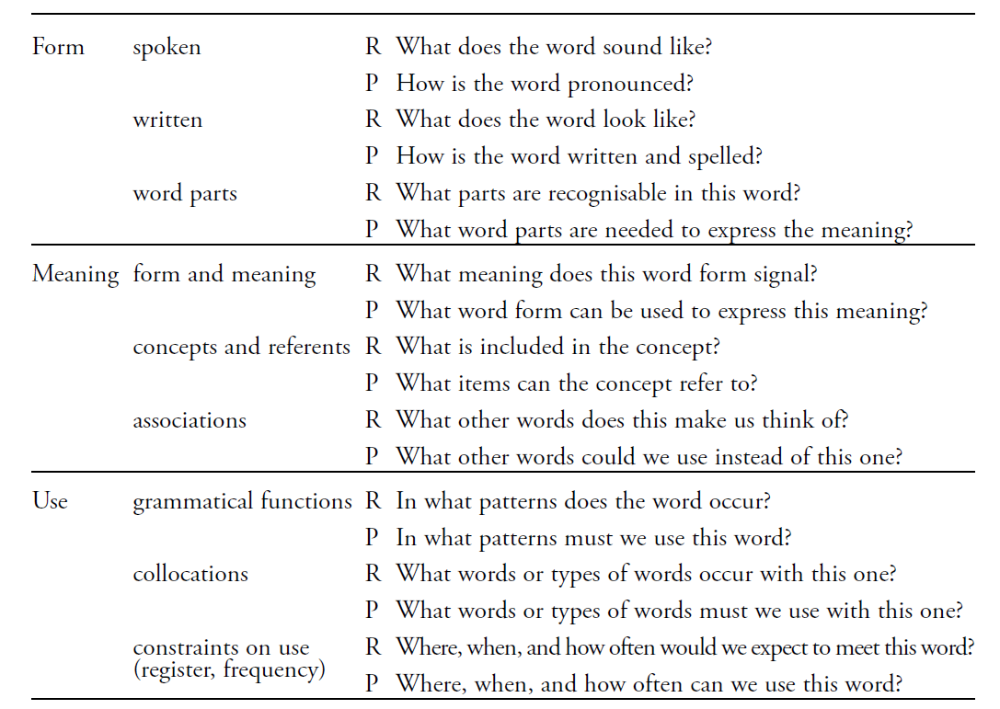 Form spoken R What does the word sound like?
P How is the word pronounced?
written R What does the word look like?
P How is the word written and spelled?
word parts R What parts are recognisable in this word?
P What word parts are needed to express the meaning?
Meaning form and meaning R What meaning does this word form signal?
P What word form can be used to express this meaning?
concepts and referents R What is included in the concept?
P What items can the concept refer to?
associations R What other words does this make us think of?
P What other words could we use instead of this one?
Use grammatical functions R In what patterns does the word occur?
P In what patterns must we use this word?
collocations R What words or types of words occur with this one?
P What words or types of words must we use with this one?
constraints on use R Where, when, and how often would we expect to meet this word?
(register, frequency)
P Where, when, and how often can we use this word?